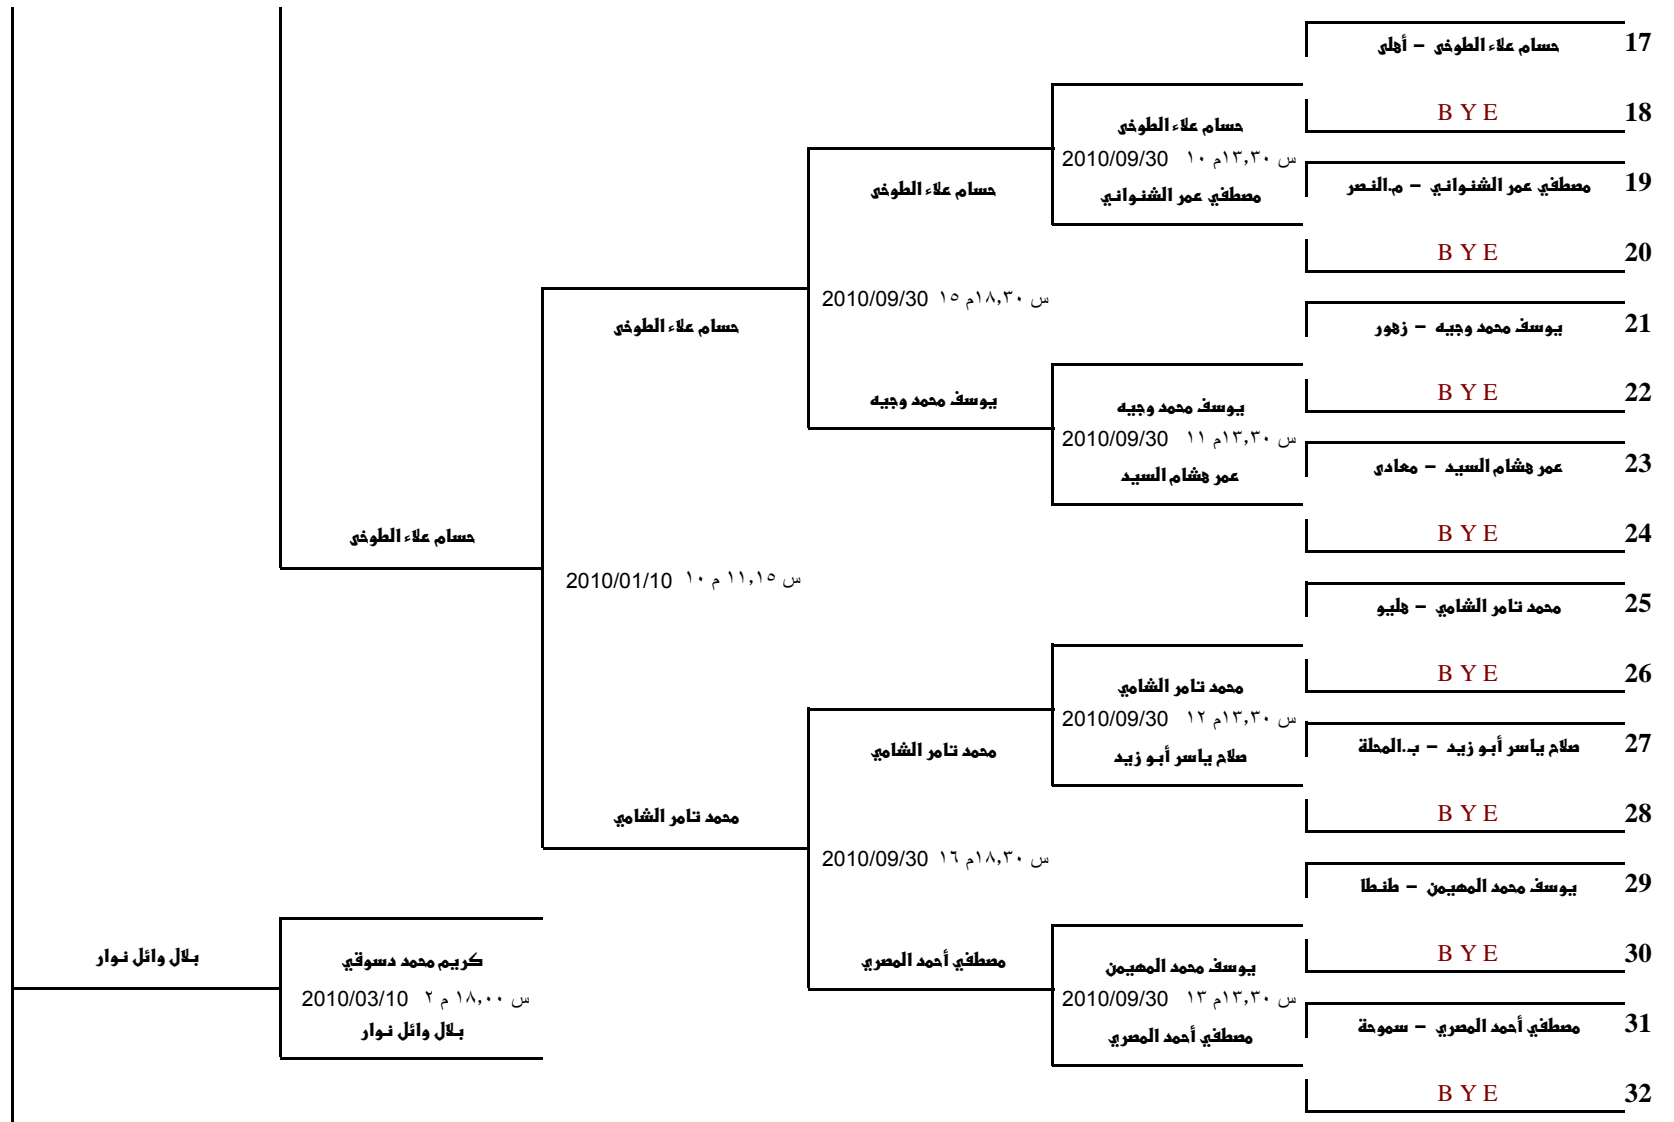 17 حسام علاء الطوخى - أهلى
18 BYE
19 مصطفي عمر الشنواني - م.النصر
20 BYE
21 يوسف محمد وجيه - زهور
22 BYE
23 عمر هشام السيد - معادى
24 BYE
25 محمد تامر الشامي - هليو
26 BYE
27 صلاح ياسر أبو زيد - ب.المحلة
28 BYE
29 يوسف محمد المهيمن - طنطا
30 BYE
31 مصطفي أحمد المصري - سموحة
32 BYE
حسام علاء الطوخى
س ١٣,٣٠م ١٠ 2010/09/30
مصطفي عمر الشنواني
يوسف محمد وجيه
س ١٣,٣٠م ١١ 2010/09/30
عمر هشام السيد
محمد تامر الشامي
س ١٣,٣٠م ١٢ 2010/09/30
صلاح ياسر أبو زيد
يوسف محمد المهيمن
س ١٣,٣٠م ١٣ 2010/09/30
مصطفي أحمد المصري
حسام علاء الطوخى
س ١٨,٣٠م ١٥ 2010/09/30
يوسف محمد وجيه
محمد تامر الشامي
س ١٨,٣٠م ١٦ 2010/09/30
مصطفي أحمد المصري
حسام علاء الطوخى
س ١١,١٥ م ١٠ 2010/01/10
محمد تامر الشامي
حسام علاء الطوخى
كريم محمد دسوقي
س ١٨,٠٠ م ٢ 2010/03/10
بلال وائل نوار
بلال وائل نوار